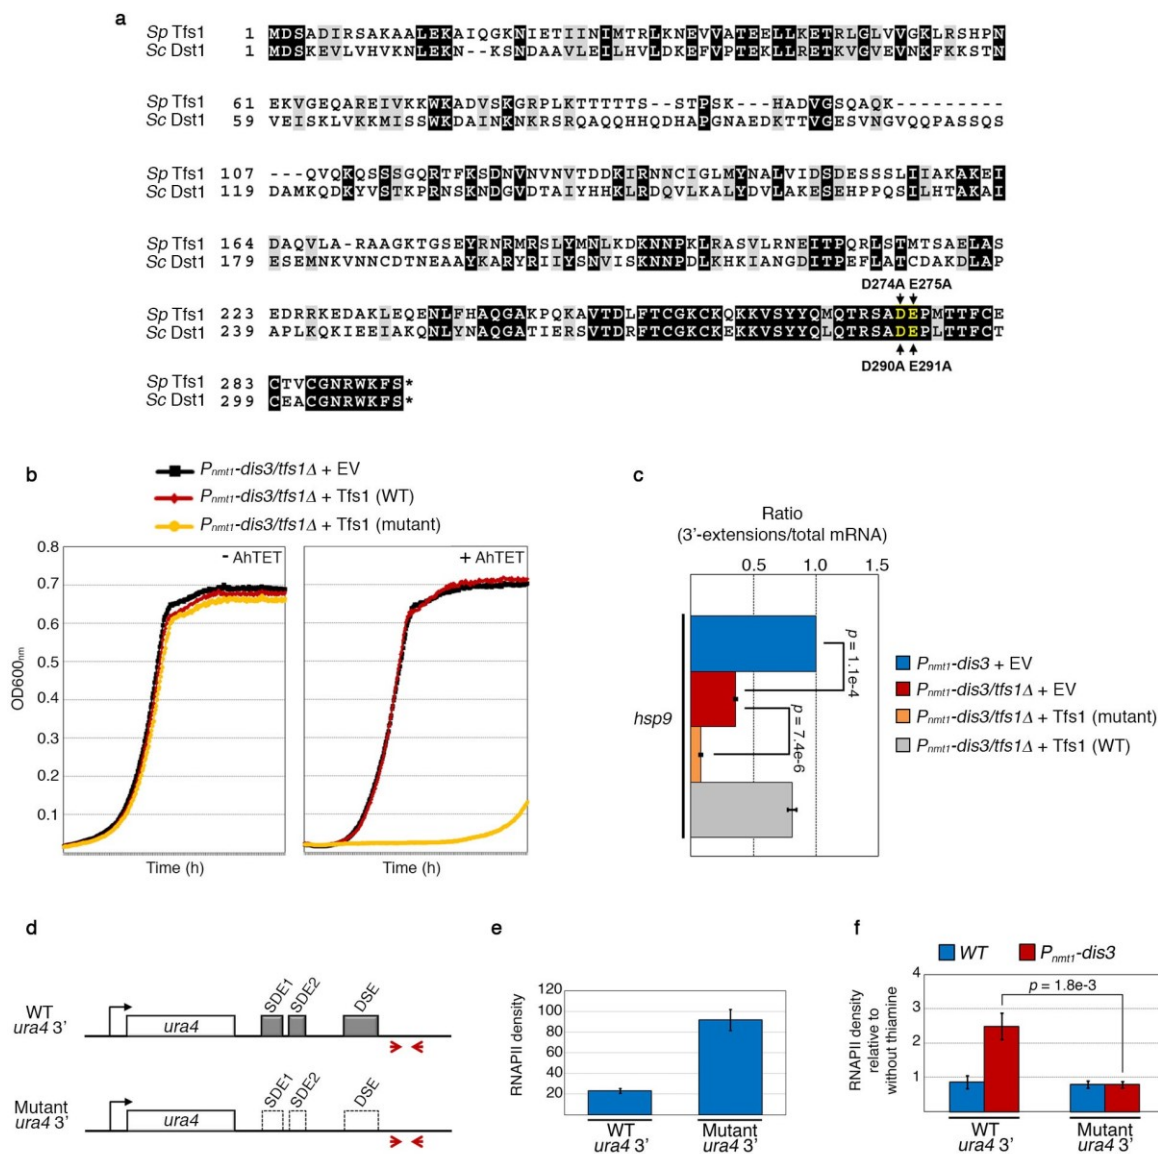 a
Sp Tfs1 1 MDSADIRSAKAALEKAIQGKNIETIINIMTRLKNEVVATEELLKETRLGLVVGKLRSHPN
Sc Dst1 1 MDSKEVLVHVKNLEKN--KSNDAAVLEILHVLDKEFVPTEKLLRETKVGVEVNKFKKSTN
Sp Tfs1 61 EKVGEQAREIVKKWKADVSKGRPLKTTTTTS--STPSK---HADVGSQAQK---------
Sc Dst1 59 VEISKLVKKMISSWKDAINKNKRSRQAQQHHQDHAPGNAEDKTTVGESVNGVQQPASSQS
Sp Tfs1 107 ---QVQKQSSSGQRTFKSDNVNVNVTDDKIRNNCIGLMYNALVIDSDESSSLIIAKAKEI
Sc Dst1 119 DAMKQDKYVSTKPRNSKNDGVDTAIYHHKLRDQVLKALYDVLAKESEHPPQSILHTAKAI
Sp Tfs1 164 DAQVLA-RAAGKTGSEYRNRMRSLYMNLKDKNNPKLRASVLRNEITPQRLSTMTSAELAS
Sc Dst1 179 ESEMNKVNNCDTNEAAYKARYRIIYSNVISKNNPDLKHKIANGDITPEFLATCDAKDLAP
D274A E275A
Sp Tfs1 223 EDRRKEDAKLEQENLFHAQGAKPQKAVTDLFTCGKCKQKKVSYYQMQTRSADEPMTTFCE
Sc Dst1 239 APLKQKIEEIAKQNLYNAQGATIERSVTDRFTCGKCKEKKVSYYQLQTRSADEPLTTFCT
D290A E291A
Sp Tfs1 283 CTVCGNRWKFS*
Sc Dst1 299 CEACGNRWKFS*
b
Pnmt1-dis3/tfs1Δ + EV
Pnmt1-dis3/tfs1Δ + Tfs1 (WT)
Pnmt1-dis3/tfs1Δ + Tfs1 (mutant)
- AhTET
+ AhTET
0.8
0.7
0.6
0.5
0.4
0.3
0.2
0.1
OD600nm
Time (h)
Time (h)
c
Ratio
(3'-extensions/total mRNA)
0.5 1.0 1.5
hsp9
p = 1.1e-4
p = 7.4e-6
Pnmt1-dis3 + EV
Pnmt1-dis3/tfs1Δ + EV
Pnmt1-dis3/tfs1Δ + Tfs1 (mutant)
Pnmt1-dis3/tfs1Δ + Tfs1 (WT)
d
WT
ura4 3'
ura4
SDE1
SDE2
DSE
Mutant
ura4 3'
ura4
SDE1
SDE2
DSE
e
RNAPII density
120
100
80
60
40
20
WT
ura4 3'
Mutant
ura4 3'
f
WT
Pnmt1-dis3
RNAPII density
relative to
without thiamine
4
3
2
1
p = 1.8e-3
WT
ura4 3'
Mutant
ura4 3'